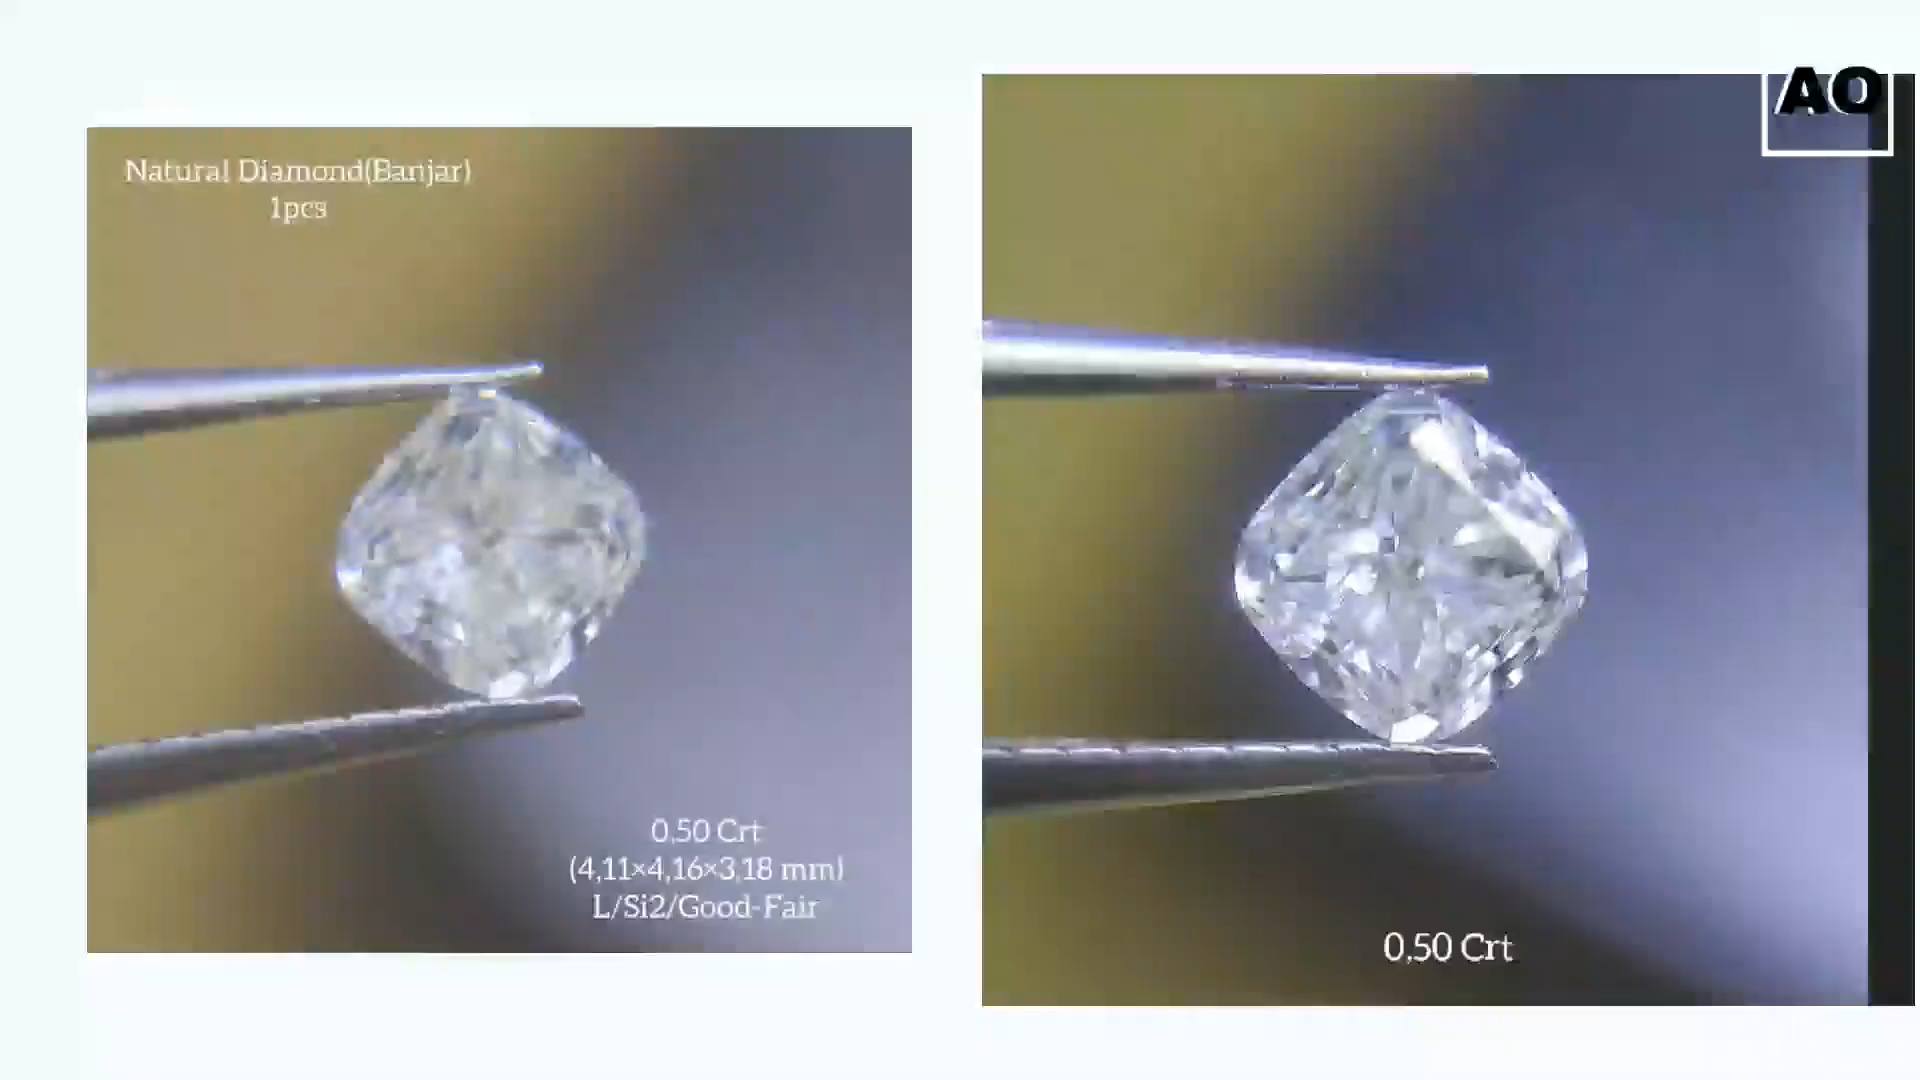 Natural Diamond(Banjar)
1pcs
0,50 Crt
(4,11×4,16×3,18 mm)
L/Si2/Good-Fair
AO
0,50 Crt